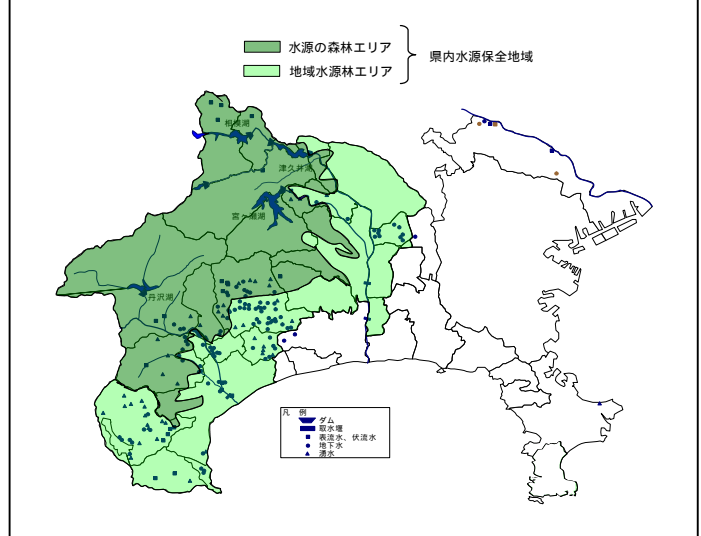 水源の森林エリア
地域水源林エリア
県内水源保全地域
相模湖
津久井湖
宮ヶ瀬湖
丹沢湖
凡 例
ダム
取水堰
表流水、伏流水
地下水
湧水